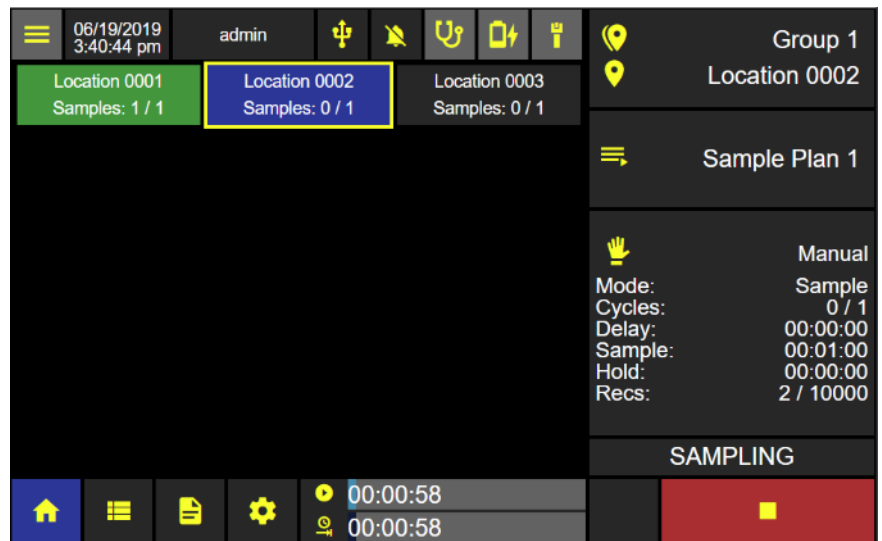 06/19/2019
3:40:44 pm
admin
Group 1
Location 0002
Location 0001
Samples: 1 / 1
Location 0002
Samples: 0 / 1
Location 0003
Samples: 0 / 1
Sample Plan 1
Manual
Mode: Sample
Cycles: 0 / 1
Delay: 00:00:00
Sample: 00:01:00
Hold: 00:00:00
Recs: 2 / 10000
SAMPLING
00:00:58
00:00:58